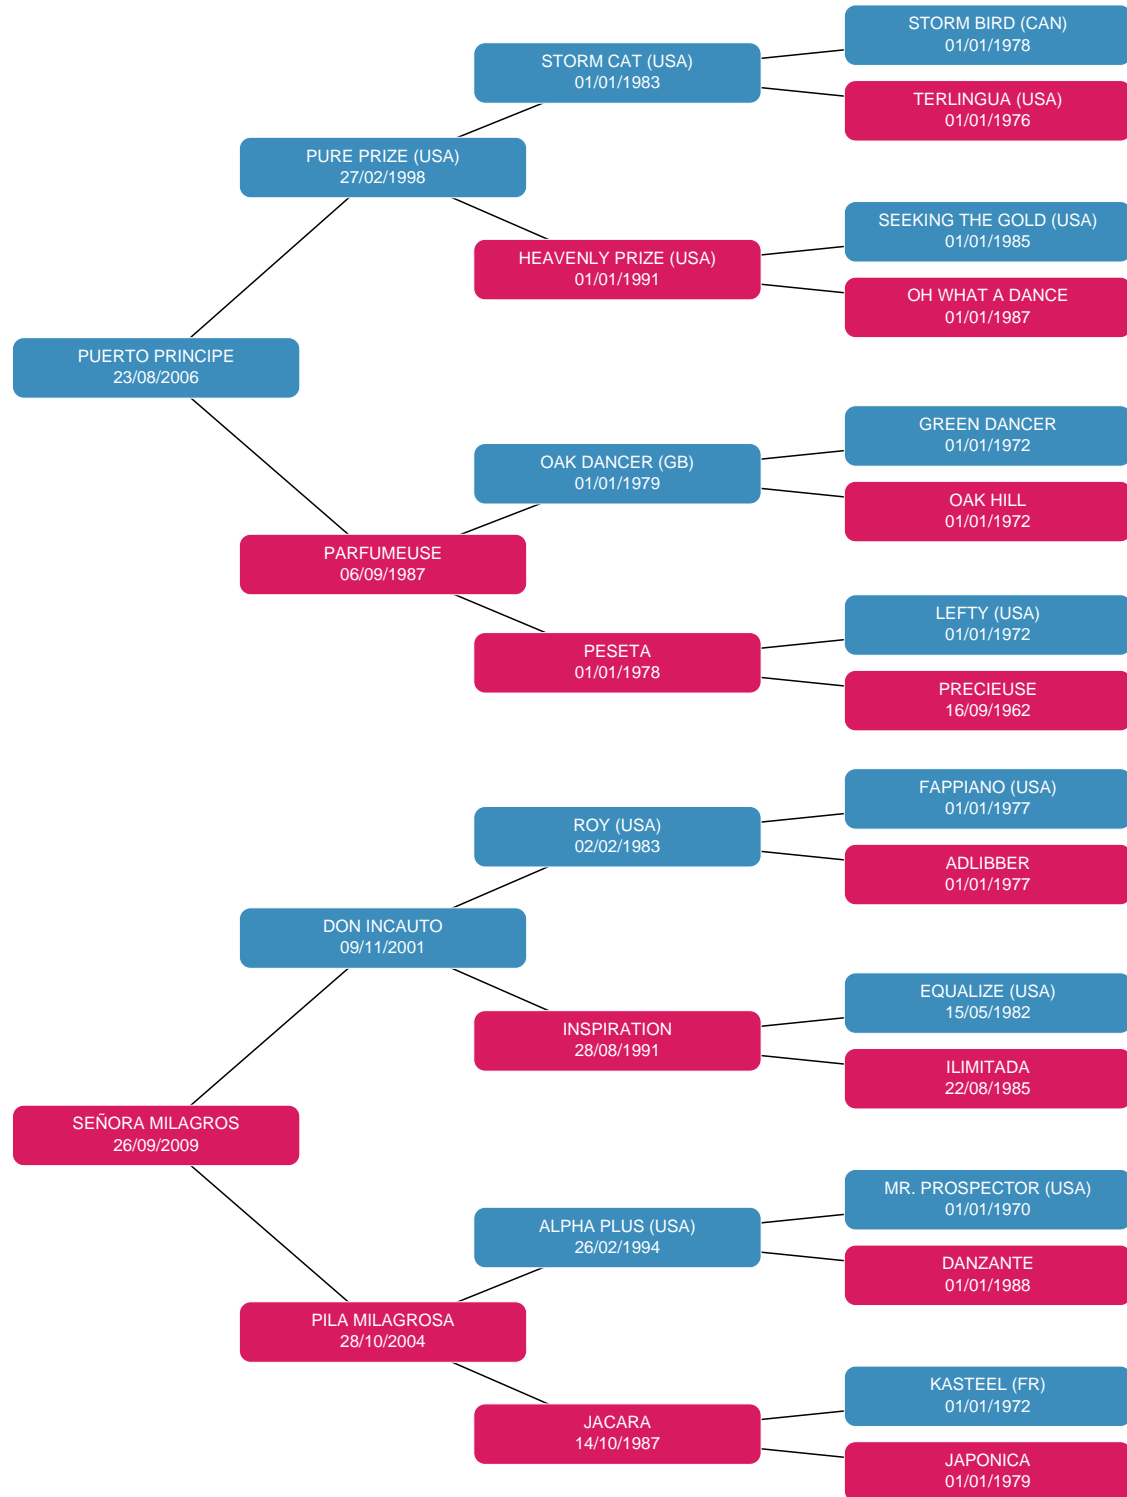 STORM BIRD (CAN)
01/01/1978
STORM CAT (USA)
01/01/1983
TERLINGUA (USA)
01/01/1976
PURE PRIZE (USA)
27/02/1998
SEEKING THE GOLD (USA)
01/01/1985
HEAVENLY PRIZE (USA)
01/01/1991
OH WHAT A DANCE
01/01/1987
PUERTO PRINCIPE
23/08/2006
GREEN DANCER
01/01/1972
OAK DANCER (GB)
01/01/1979
OAK HILL
01/01/1972
PARFUMEUSE
06/09/1987
LEFTY (USA)
01/01/1972
PESETA
01/01/1978
PRECIEUSE
16/09/1962
FAPPIANO (USA)
01/01/1977
ROY (USA)
02/02/1983
ADLIBBER
01/01/1977
DON INCAUTO
09/11/2001
EQUALIZE (USA)
15/05/1982
INSPIRATION
28/08/1991
ILIMITADA
22/08/1985
SEÑORA MILAGROS
26/09/2009
MR. PROSPECTOR (USA)
01/01/1970
ALPHA PLUS (USA)
26/02/1994
DANZANTE
01/01/1988
PILA MILAGROSA
28/10/2004
KASTEEL (FR)
01/01/1972
JACARA
14/10/1987
JAPONICA
01/01/1979